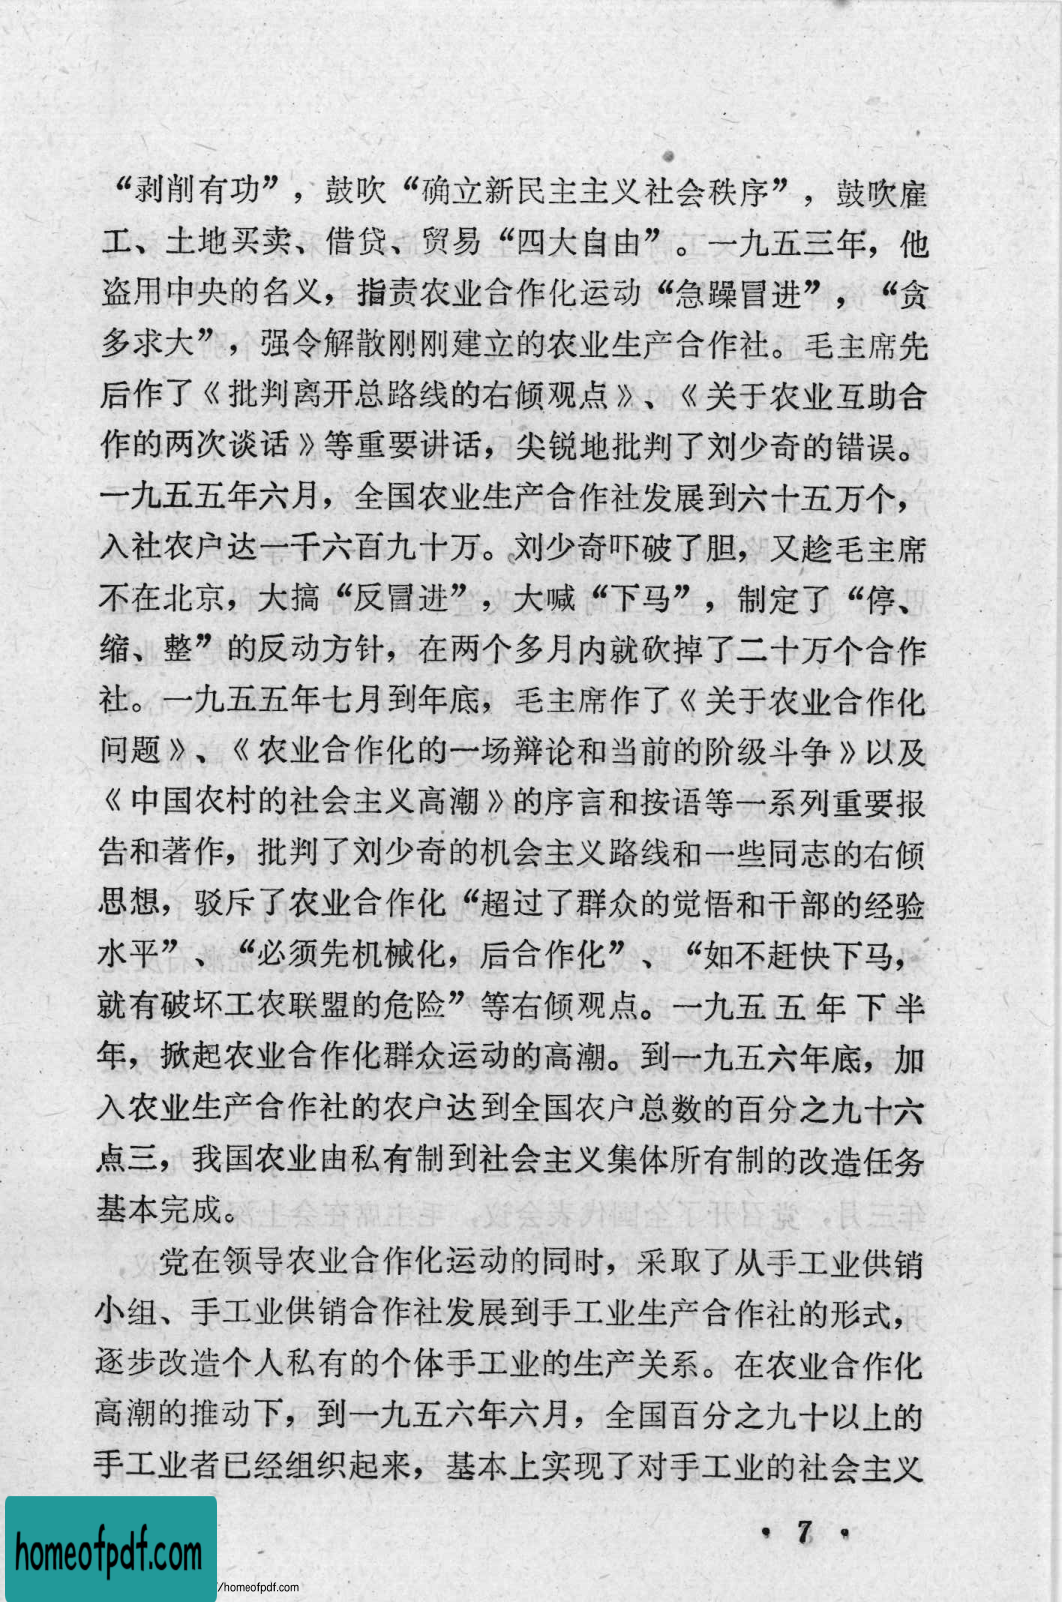 “剥削有功”，鼓吹“确立新民主主义社会秩序”，鼓吹雇
工、土地买卖、借贷、贸易“四大自由”。一九五三年，他
盗用中央的名义，指责农业合作化运动“急躁冒进”，“贪
多求大”，强令解散刚刚建立的农业生产合作社。毛主席先
后作了《批判离开总路线的右倾观点》、《关于农业互助合
作的两次谈话》等重要讲话，尖锐地批判了刘少奇的错误。
一九五五年六月，全国农业生产合作社发展到六十五万个，
入社农户达一千六百九十万。刘少奇吓破了胆，又趁毛主席
不在北京，大搞“反冒进”，大喊“下马”，制定了“停、
缩、整”的反动方针，在两个多月内就砍掉了二十万个合作
社。一九五五年七月到年底，毛主席作了《关于农业合作化
问题》、《农业合作化的一场辩论和当前的阶级斗争》以及
《中国农村的社会主义高潮》的序言和按语等一系列重要报
告和著作，批判了刘少奇的机会主义路线和一些同志的右倾
思想，驳斥了农业合作化“超过了群众的觉悟和干部的经验
水平”、“必须先机械化，后合作化”、“如不赶快下马，
就有破坏工农联盟的危险”等右倾观点。一九五五年下半
年，掀起农业合作化群众运动的高潮。到一九五六年底，加
入农业生产合作社的农户达到全国农户总数的百分之九十六
点三，我国农业由私有制到社会主义集体所有制的改造任务
基本完成。
党在领导农业合作化运动的同时，采取了从手工业供销
小组、手工业供销合作社发展到手工业生产合作社的形式，
逐步改造个人私有的个体手工业的生产关系。在农业合作化
高潮的推动下，到一九五六年六月，全国百分之九十以上的
手工业者已经组织起来，基本上实现了对手工业的社会主义
• 7 •
homeofpdf.com
/homeofpdf.com